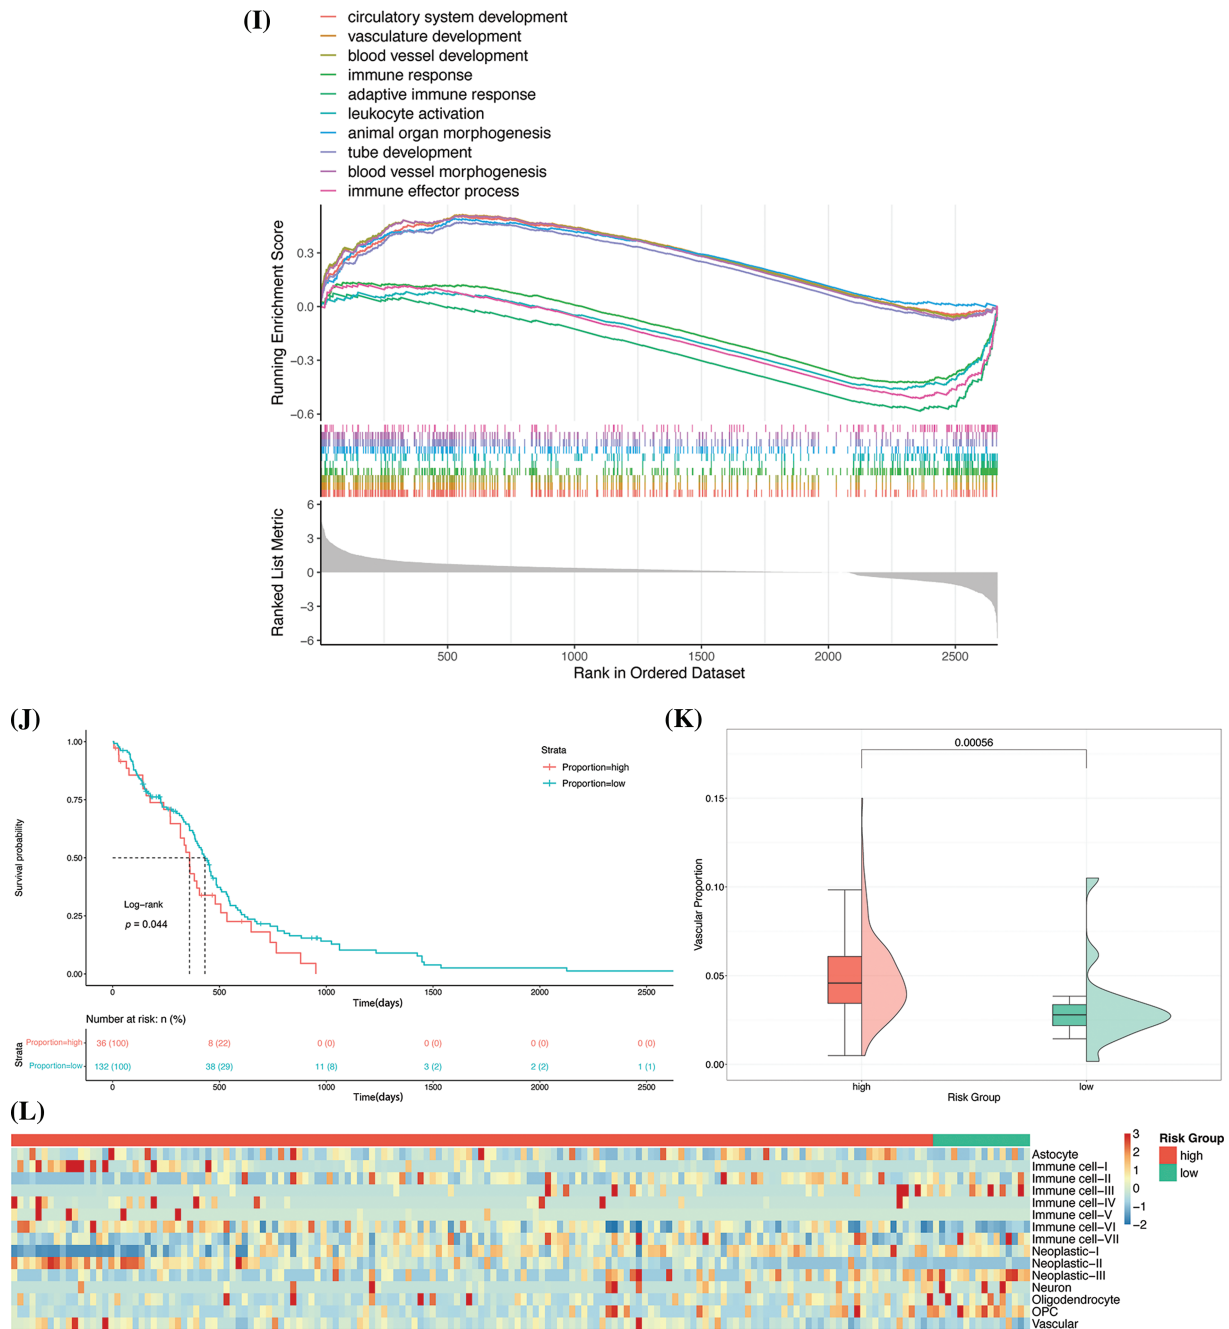 (I)
circulatory system development
vasculature development
blood vessel development
immune response
adaptive immune response
leukocyte activation
animal organ morphogenesis
tube development
blood vessel morphogenesis
immune effector process
Running Enrichment Score
0.3
0.0
−0.3
−0.6
Ranked List Metric
6
3
0
−3
−6
500 1000 1500 2000 2500
Rank in Ordered Dataset
(J)
Survival probability
1.00
0.75
0.50
0.25
0.00
Strata
Proportion=high
Proportion=low
Log−rank
p = 0.044
0 500 1000 1500 2000 2500
Time(days)
Number at risk: n (%)
Strata
Proportion=high 36 (100) 8 (22) 0 (0) 0 (0) 0 (0) 0 (0)
Proportion=low 132 (100) 38 (29) 11 (8) 3 (2) 2 (2) 1 (1)
0 500 1000 1500 2000 2500
Time(days)
(K)
0.00056
Vascular Proportion
0.15
0.10
0.05
0.00
high low
Risk Group
(L)
Astocyte
Immune cell−I
Immune cell−II
Immune cell−III
Immune cell−IV
Immune cell−V
Immune cell−VI
Immune cell−VII
Neoplastic−I
Neoplastic−II
Neoplastic−III
Neuron
Oligodendrocyte
OPC
Vascular
3
2
1
0
−1
−2
Risk Group
high
low